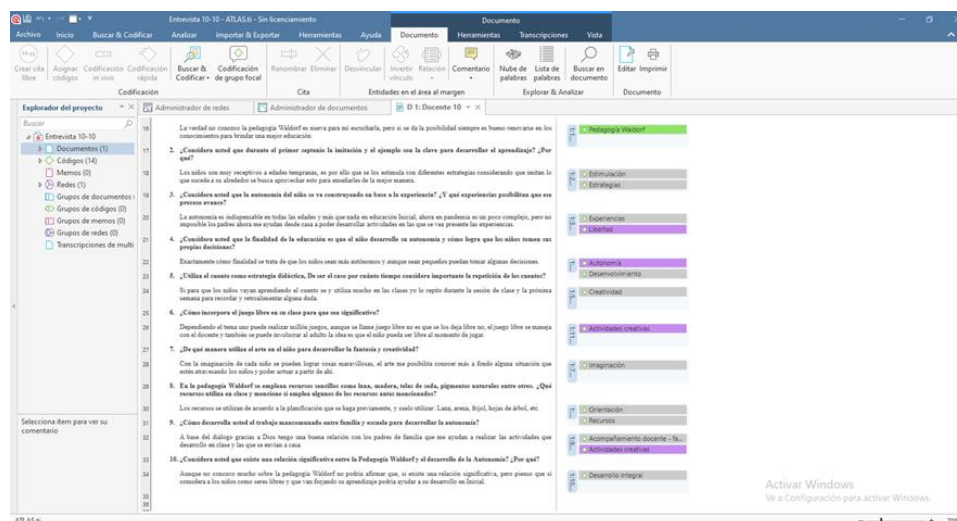 Entrevista 10-10 - ATLAS.ti - Sin licenciamiento
Documento
Archivo Inicio Buscar & Codificar Analizar Importar & Exportar Herramientas Ayuda Documento Herramientas Transcripciones Vista
Crear cita libre
Asignar códigos
Codificación in vivo
Codificación rápida
Buscar & Codificar
Codificación de grupo focal
Renombrar Eliminar
Desvincular
Invertir vínculo
Relación
Comentario
Nube de palabras
Lista de palabras
Buscar en documento
Editar Imprimir
Codificación
Cita
Entidades en el área al margen
Explorar & Analizar
Documento
Explorador del proyecto
Administrador de redes
Administrador de documentos
D 1: Docente 10
Buscar
Entrevista 10-10
Documentos (1)
Códigos (14)
Memos (0)
Redes (1)
Grupos de documentos
Grupos de códigos (0)
Grupos de memos (0)
Grupos de redes (0)
Transcripciones de multi
Selecciona ítem para ver su
comentario
16 La verdad no conozco la pedagogía Waldorf es nueva para mi escucharla, pero si se da la posibilidad siempre es bueno renovarse en los
conocimientos para brindar una mejor educación
17 2. ¿Considera usted que durante el primer septenio la imitación y el ejemplo son la clave para desarrollar el aprendizaje? ¿Por
qué?
18 Los niños son muy receptivos a edades tempranas, es por ello que se les estimula con diferentes estrategias considerando que imitan lo
que sucede a su alrededor se busca aprovechar esto para enseñarles de la mejor manera.
19 3. ¿Considera usted que la autonomía del niño se va construyendo en base a la experiencia? ¿Y qué experiencias posibilitan que ese
proceso avance?
20 La autonomía es indispensable en todas las edades y más que nada en educación Inicial, ahora en pandemia es un poco complejo, pero no
imposible los padres ahora me ayudan desde casa a poder desarrollar actividades en las que se vea presente las experiencias.
21 4. ¿Considera usted que la finalidad de la educación es que el niño desarrolle su autonomía y cómo logra que los niños tomen sus
propias decisiones?
22 Exactamente cómo finalidad se trata de que los niños sean más autónomos y aunque sean pequeños puedan tomar algunas decisiones.
23 5. ¿Utiliza el cuento como estrategia didáctica, De ser el caso por cuánto tiempo considera importante la repetición de los cuentos?
24 Si para que los niños vayan aprendiendo el cuento se y utiliza mucho en las clases yo lo repito durante la sesión de clase y la próxima
semana para recordar y retroalimentar alguna duda.
25 6. ¿Cómo incorpora el juego libre en su clase para que sea significativo?
26 Dependiendo el tema uno puede realizar millón juegos, aunque se llame juego libre no es que se los deja libre no, el juego libre se maneja
con el docente y también se puede involucrar al adulto la idea es que el niño pueda ser libre al momento de jugar.
27 7. ¿De qué manera utiliza el arte en el niño para desarrollar la fantasía y creatividad?
28 Con la imaginación de cada niño se pueden lograr cosas maravillosas, el arte me posibilita conocer más a fondo alguna situación que
estén atravesando los niños y poder actuar a partir de ahí.
29 8. En la pedagogía Waldorf se emplean recursos sencillos como lana, madera, telas de seda, pigmentos naturales entre otros. ¿Qué
recursos utiliza en clase y mencione si emplea algunos de los recursos antes mencionados?
30 Los recursos se utilizan de acuerdo a la planificación que se haga previamente, y suelo utilizar: Lana, arena, fríjol, hojas de árbol, etc.
31 9. ¿Cómo desarrolla usted el trabajo mancomunado entre familia y escuela para desarrollar la autonomía?
32 A base del diálogo gracias a Dios tengo una buena relación con los padres de familia que me ayudan a realizar las actividades que
desarrollo en clase y las que se envían a casa.
33 10. ¿Considera usted que existe una relación significativa entre la Pedagogía Waldorf y el desarrollo de la Autonomía? ¿Por qué?
34 Aunque no conozco mucho sobre la pedagogía Waldorf no podría afirmar que, si existe una relación significativa, pero pienso que si
considera a los niños como seres libres y que van forjando su aprendizaje podría ayudar a su desarrollo en Inicial.
35
36
Pedagogía Waldorf
Estimulación
Estrategias
Experiencias
Libertad
Autonomía
Desenvolvimiento
Creatividad
Actividades creativas
Imaginación
Orientación
Recursos
Acompañamiento docente - fa...
Actividades creativas
Desarrollo Integral
Activar Windows
Ve a Configuración para activar Windows.
ATLAS.ti